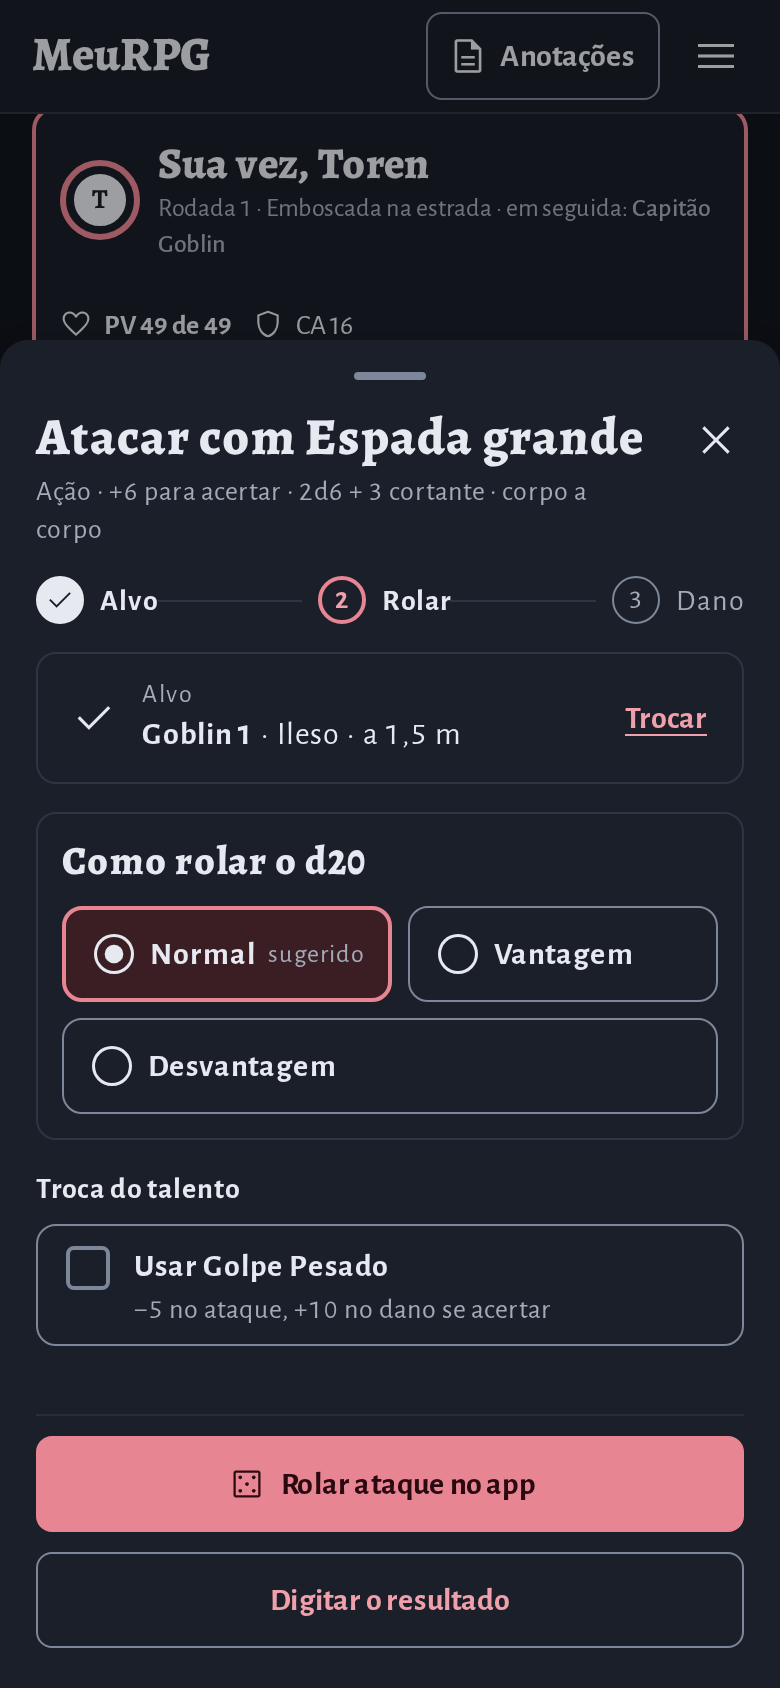 MeuRPG
Anotações
T
Sua vez, Toren
Rodada 1 · Emboscada na estrada · em seguida: Capitão
Goblin
PV 49 de 49
CA 16
Atacar com Espada grande
Ação · +6 para acertar · 2d6 + 3 cortante · corpo a
corpo
Alvo
2 Rolar
3 Dano
Alvo
Goblin 1 · Ileso · a 1,5 m
Trocar
Como rolar o d20
Normal sugerido
Vantagem
Desvantagem
Troca do talento
Usar Golpe Pesado
−5 no ataque, +10 no dano se acertar
Rolar ataque no app
Digitar o resultado